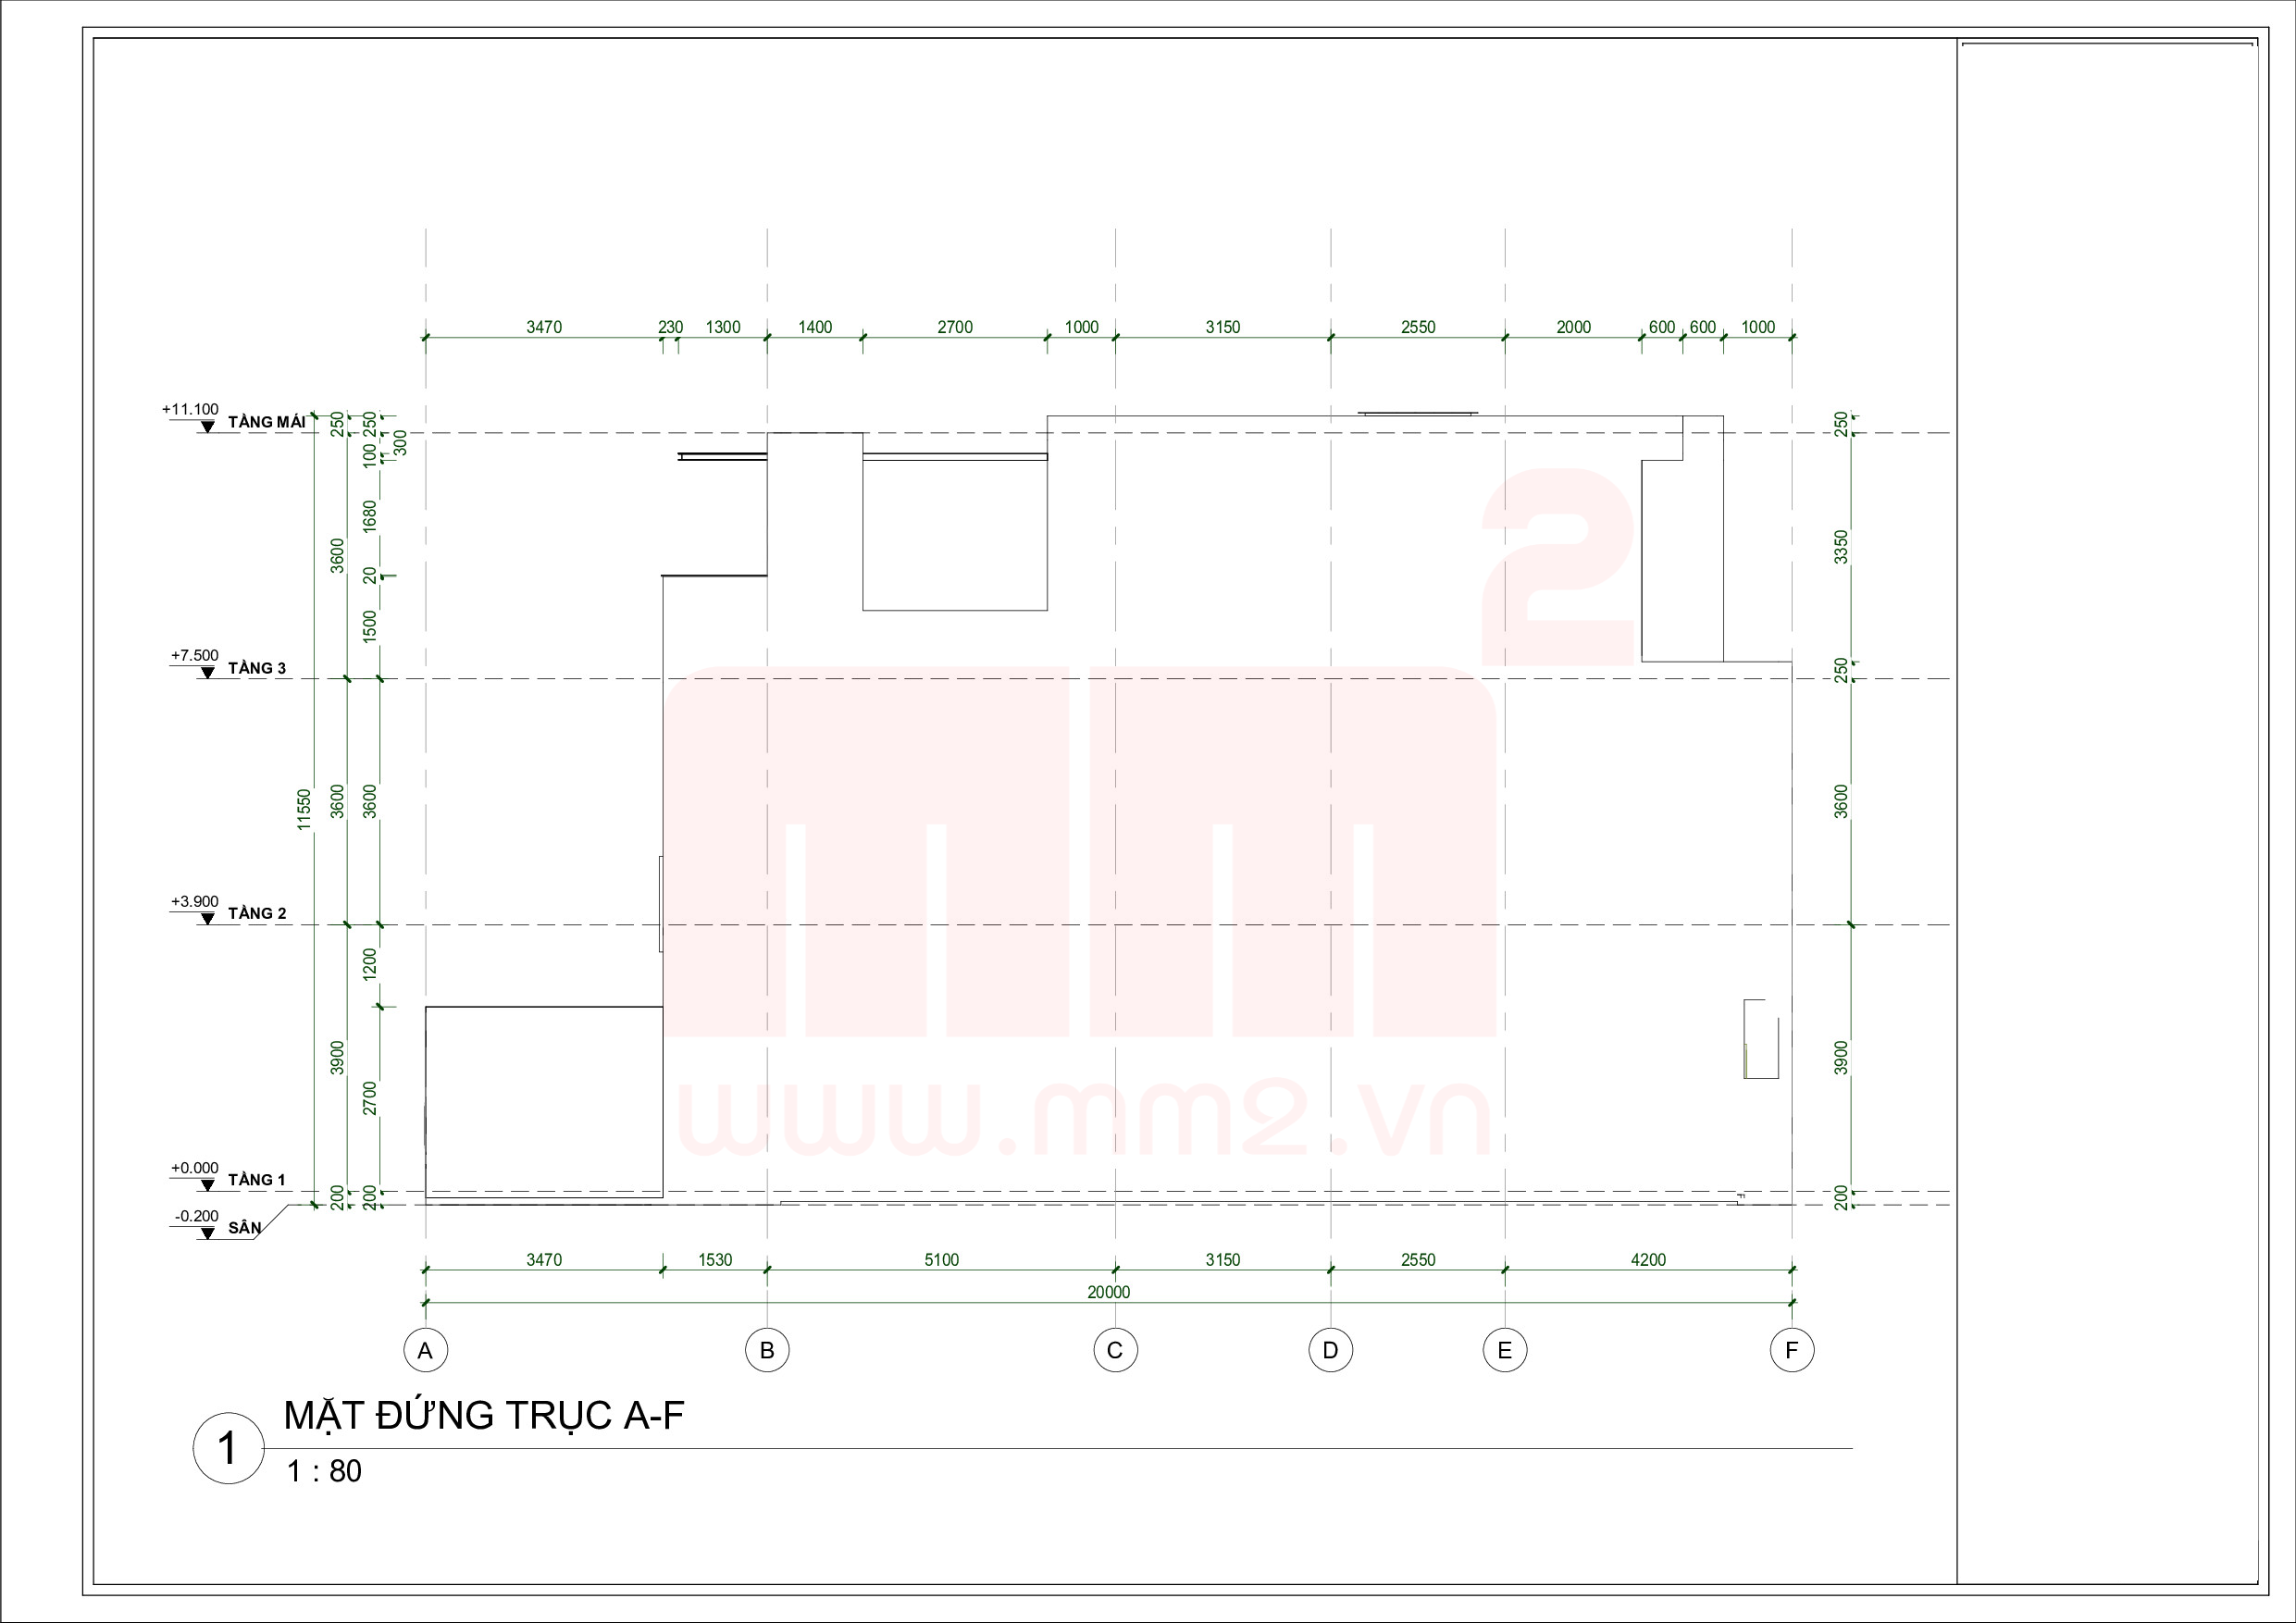 3470 230 1300 1400 2700 1000 3150 2550 2000 600 600 1000
+11.100 TẦNG MÁI
+7.500 TẦNG 3
+3.900 TẦNG 2
+0.000 TẦNG 1
-0.200 SÂN
11550
250 3600 3600 3900 200
250 100 1680 20 1500 3600 1200 2700 200
300
2
mm
www.mm2.vn
250 3350 250 3600 3900 200
3470 1530 5100 3150 2550 4200
20000
A B C D E F
1 MẶT ĐỨNG TRỤC A-F
1 : 80